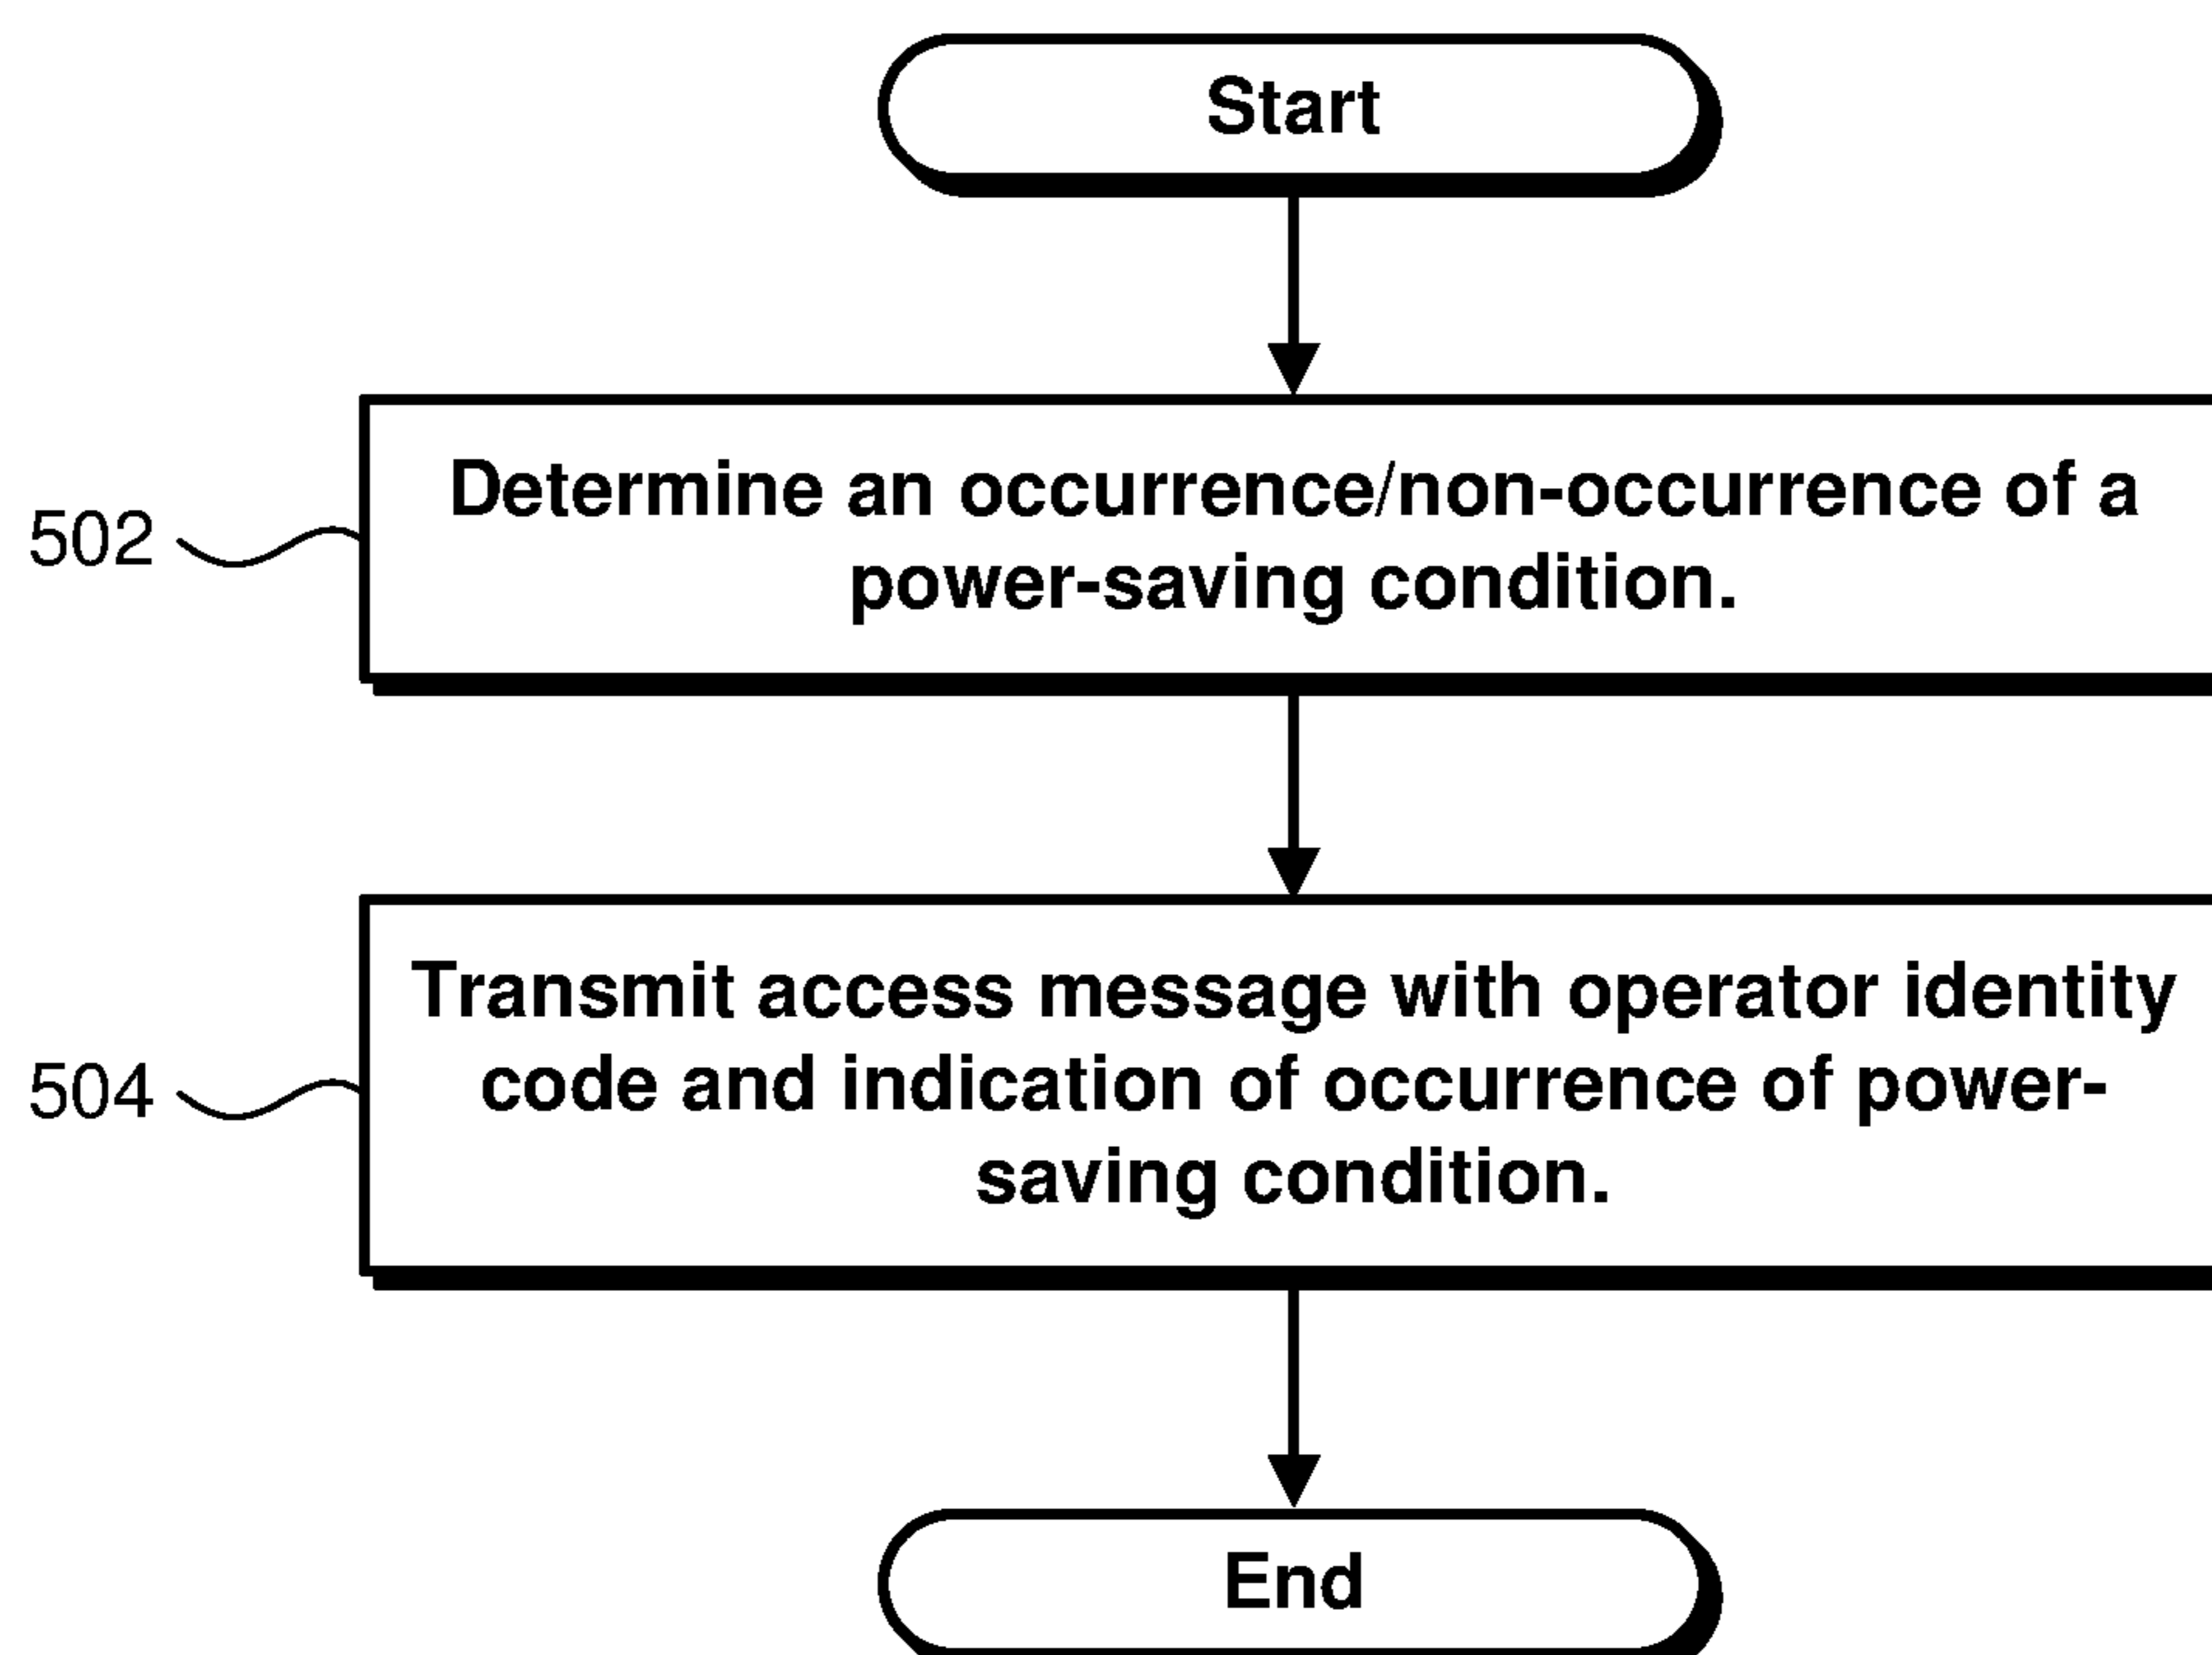 Start
Determine an occurrence/non-occurrence of a
power-saving condition.
502
Transmit access message with operator identity
code and indication of occurrence of power-
saving condition.
504
End